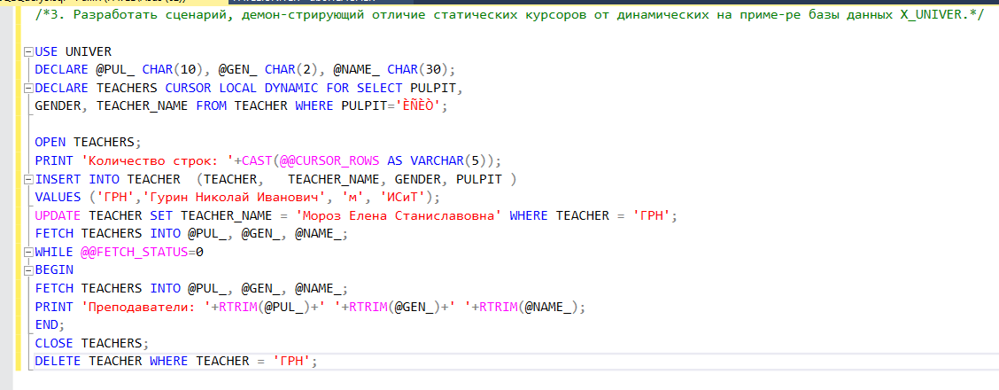 /*3. Разработать сценарий, демон-стрирующий отличие статических курсоров от динамических на приме-ре базы данных X_UNIVER.*/
USE UNIVER
DECLARE @PUL_ CHAR(10), @GEN_ CHAR(2), @NAME_ CHAR(30);
DECLARE TEACHERS CURSOR LOCAL DYNAMIC FOR SELECT PULPIT,
GENDER, TEACHER_NAME FROM TEACHER WHERE PULPIT='ÈÑÈÒ';
OPEN TEACHERS;
PRINT 'Количество строк: '+CAST(@@CURSOR_ROWS AS VARCHAR(5));
INSERT INTO TEACHER (TEACHER, TEACHER_NAME, GENDER, PULPIT )
VALUES ('ГРН','Гурин Николай Иванович', 'м', 'ИСиТ');
UPDATE TEACHER SET TEACHER_NAME = 'Мороз Елена Станиславовна' WHERE TEACHER = 'ГРН';
FETCH TEACHERS INTO @PUL_, @GEN_, @NAME_;
WHILE @@FETCH_STATUS=0
BEGIN
FETCH TEACHERS INTO @PUL_, @GEN_, @NAME_;
PRINT 'Преподаватели: '+RTRIM(@PUL_)+' '+RTRIM(@GEN_)+' '+RTRIM(@NAME_);
END;
CLOSE TEACHERS;
DELETE TEACHER WHERE TEACHER = 'ГРН';